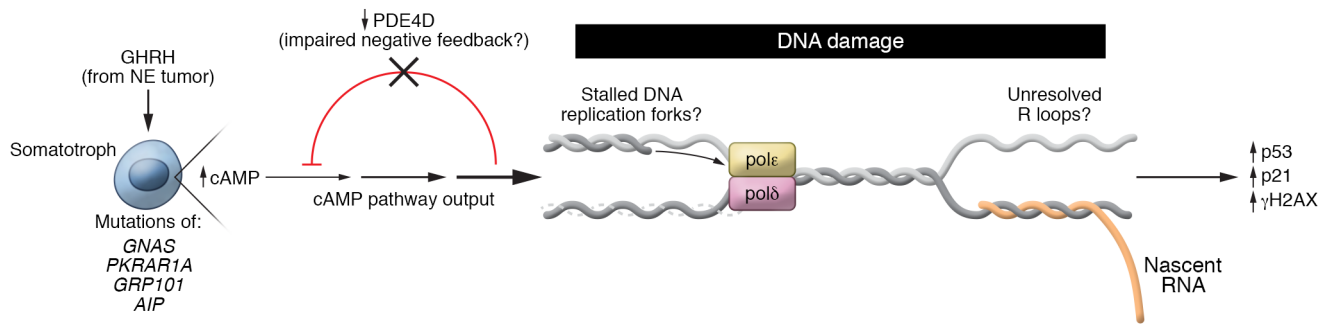 GHRH
(from NE tumor)
Somatotroph
cAMP
Mutations of:
GNAS
PKRAR1A
GRP101
AIP
PDE4D
(impaired negative feedback?)
cAMP pathway output
DNA damage
Stalled DNA
replication forks?
polε
polδ
Unresolved
R loops?
Nascent
RNA
p53
p21
γH2AX